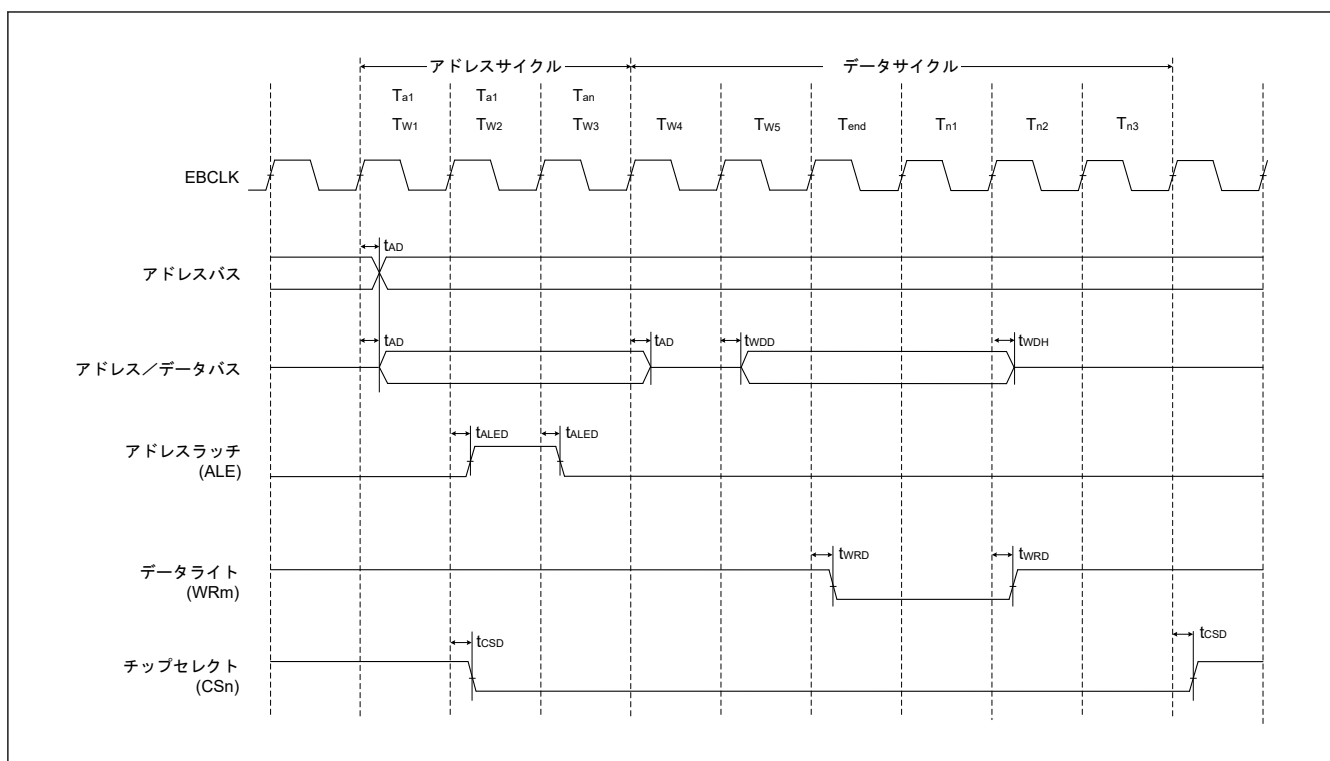 アドレスサイクル データサイクル
Ta1 Ta1 Tan
TW1 TW2 TW3 TW4 TW5 Tend Tn1 Tn2 Tn3
EBCLK
tAD
アドレスバス
tAD tAD tWDD tWDH
アドレス／データバス
tALED tALED
アドレスラッチ
(ALE)
tWRD tWRD
データライト
(WRm)
tCSD tCSD
チップセレクト
(CSn)